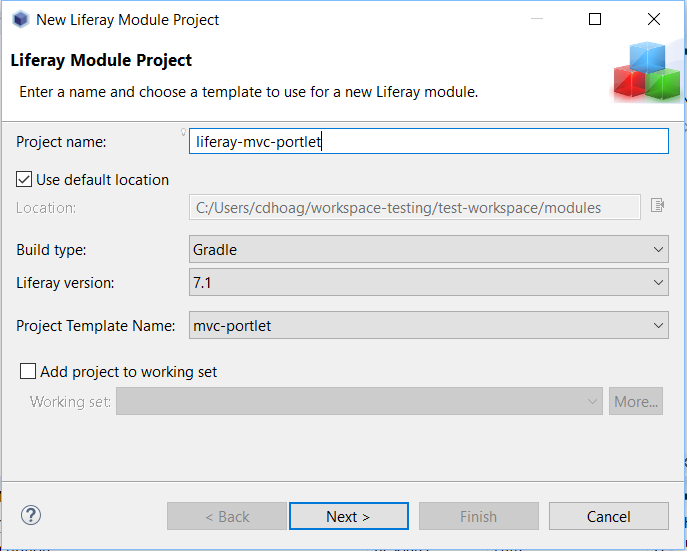 New Liferay Module Project
Liferay Module Project
Enter a name and choose a template to use for a new Liferay module.
Project name: liferay-mvc-portlet
Use default location
Location: C:/Users/cdhoag/workspace-testing/test-workspace/modules
Build type: Gradle
Liferay version: 7.1
Project Template Name: mvc-portlet
Add project to working set
Working set: More...
? < Back Next > Finish Cancel